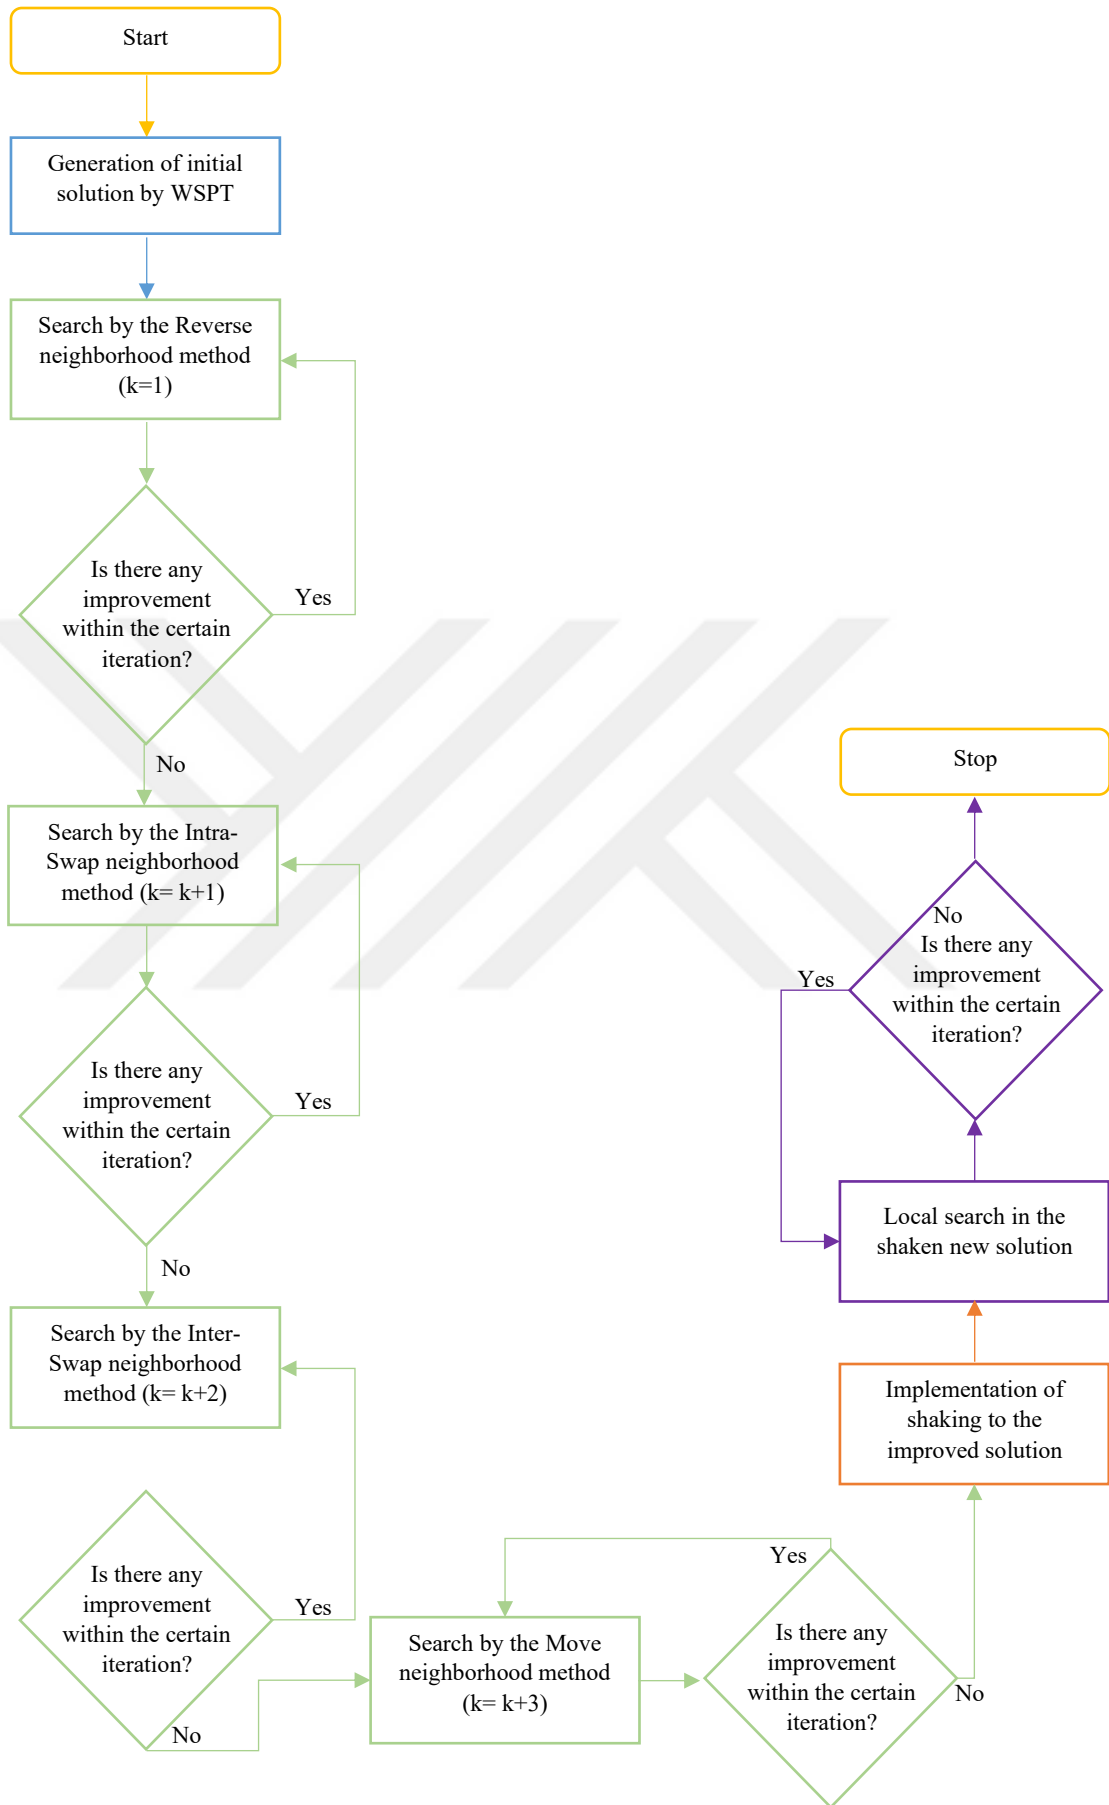 Start
Generation of initial
solution by WSPT
Search by the Reverse
neighborhood method
(k=1)
Is there any
improvement
within the certain
iteration?
Yes
No
Search by the Intra-
Swap neighborhood
method (k= k+1)
Is there any
improvement
within the certain
iteration?
Yes
No
Search by the Inter-
Swap neighborhood
method (k= k+2)
Is there any
improvement
within the certain
iteration?
Yes
No
Search by the Move
neighborhood method
(k= k+3)
Yes
Is there any
improvement
within the certain
iteration?
No
Implementation of
shaking to the
improved solution
Local search in the
shaken new solution
No
Is there any
improvement
within the certain
iteration?
Yes
Stop